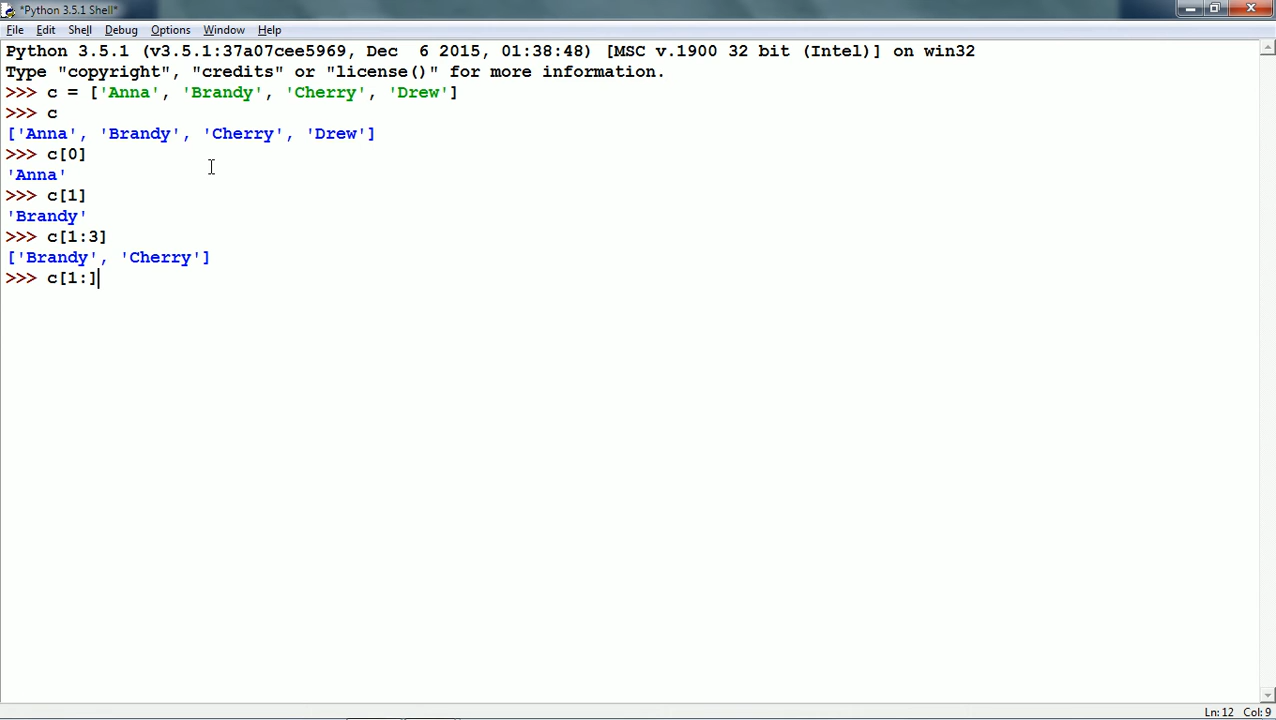 *Python 3.5.1 Shell*
File Edit Shell Debug Options Window Help
Python 3.5.1 (v3.5.1:37a07cee5969, Dec  6 2015, 01:38:48) [MSC v.1900 32 bit (Intel)] on win32
Type "copyright", "credits" or "license()" for more information.
>>> c = ['Anna', 'Brandy', 'Cherry', 'Drew']
>>> c
['Anna', 'Brandy', 'Cherry', 'Drew']
>>> c[0]
'Anna'
>>> c[1]
'Brandy'
>>> c[1:3]
['Brandy', 'Cherry']
>>> c[1:]
Ln: 12 Col: 9